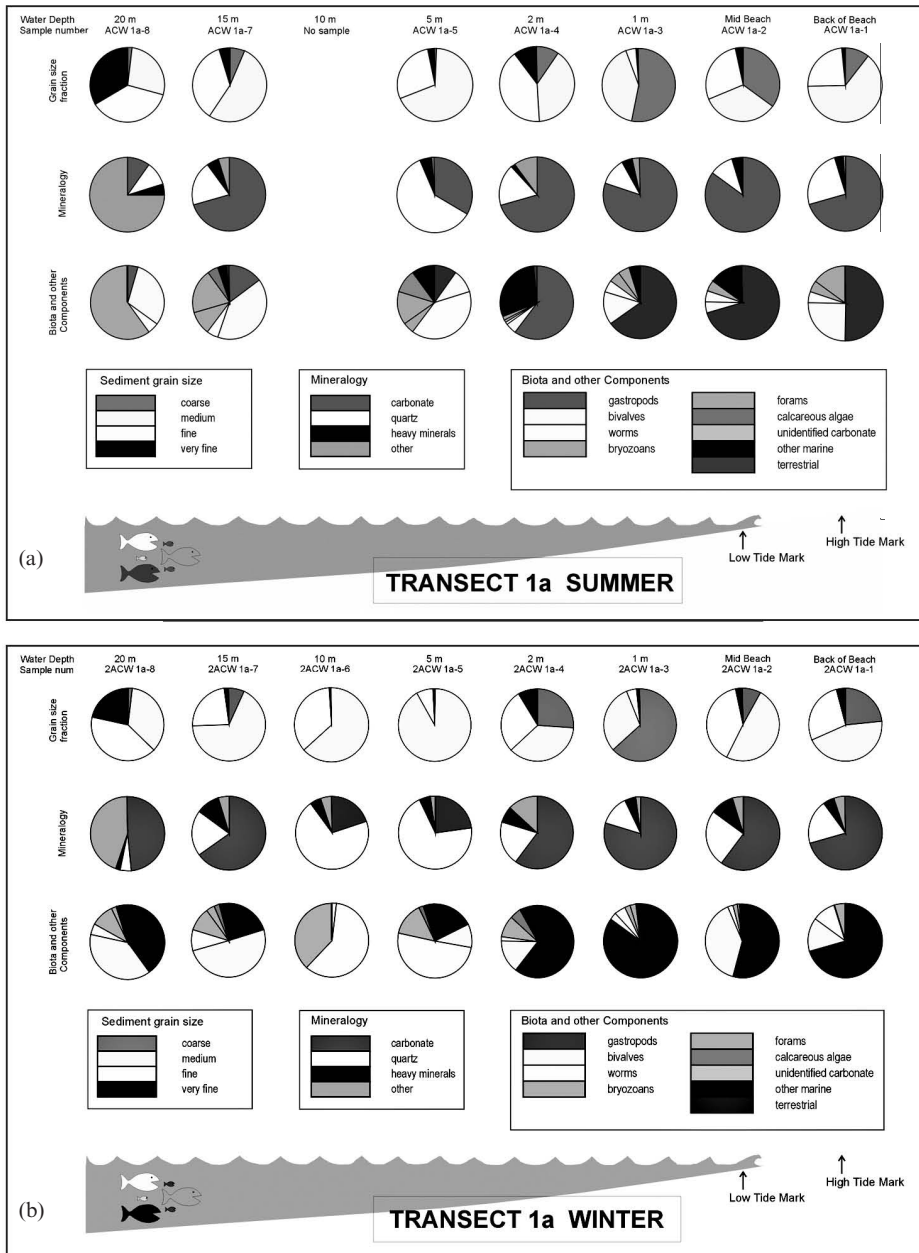 Water Depth 20 m 15 m 10 m 5 m 2 m 1 m Mid Beach Back of Beach
Sample number ACW 1a-8 ACW 1a-7 No sample ACW 1a-5 ACW 1a-4 ACW 1a-3 ACW 1a-2 ACW 1a-1
Grain size
fraction
Mineralogy
Biota and other
Components
Sediment grain size
coarse
medium
fine
very fine
Mineralogy
carbonate
quartz
heavy minerals
other
Biota and other Components
gastropods
bivalves
worms
bryozoans
forams
calcareous algae
unidentified carbonate
other marine
terrestrial
(a)
TRANSECT 1a SUMMER
Low Tide Mark
High Tide Mark
Water Depth 20 m 15 m 10 m 5 m 2 m 1 m Mid Beach Back of Beach
Sample num 2ACW 1a-8 2ACW 1a-7 2ACW 1a-6 2ACW 1a-5 2ACW 1a-4 2ACW 1a-3 2ACW 1a-2 2ACW 1a-1
Grain size
fraction
Mineralogy
Biota and other
Components
Sediment grain size
coarse
medium
fine
very fine
Mineralogy
carbonate
quartz
heavy minerals
other
Biota and other Components
gastropods
bivalves
worms
bryozoans
forams
calcareous algae
unidentified carbonate
other marine
terrestrial
(b)
TRANSECT 1a WINTER
Low Tide Mark
High Tide Mark